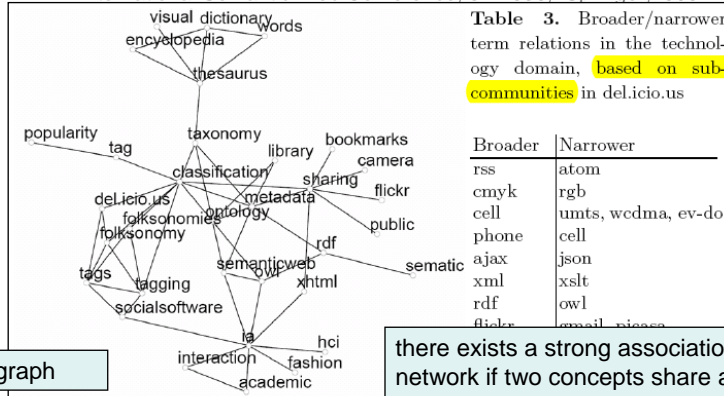 visual dictionary
words
encyclopedia
thesaurus
popularity
tag
taxonomy
library
bookmarks
classification
camera
sharing
del.icio.us
metadata
flickr
folksonomies
ontology
public
folksonomy
rdf
tags
semanticweb
sematic
owl
tagging
xhtml
socialsoftware
ia
hci
interaction
fashion
academic
graph
Table 3. Broader/narrower
term relations in the technol-
ogy domain, based on sub-
communities in del.icio.us
Broader Narrower
rss atom
cmyk rgb
cell umts, wcdma, ev-do
phone cell
ajax json
xml xslt
rdf owl
flickr gmail, picasa
there exists a strong associatio
network if two concepts share a